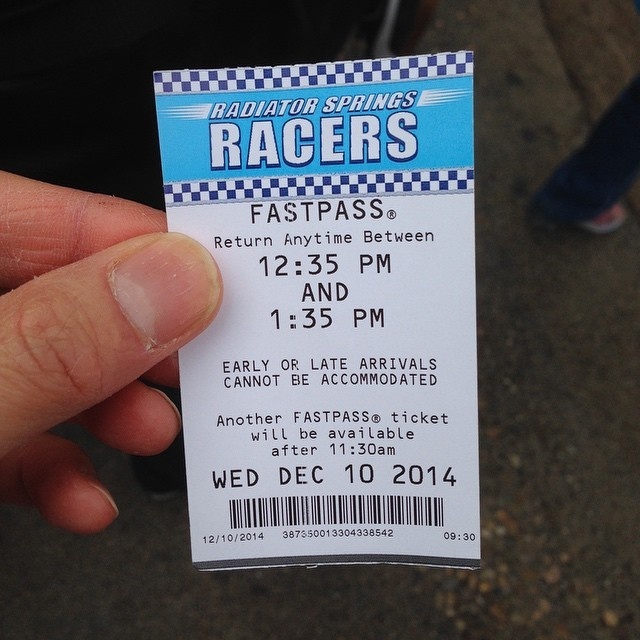 RADIATOR SPRINGS
RACERS
FASTPASS®
Return Anytime Between
12:35 PM
AND
1:35 PM
EARLY OR LATE ARRIVALS
CANNOT BE ACCOMMODATED
Another FASTPASS® ticket
will be available
after 11:30am
WED DEC 10 2014
12/10/2014 387350013304338542 09:30